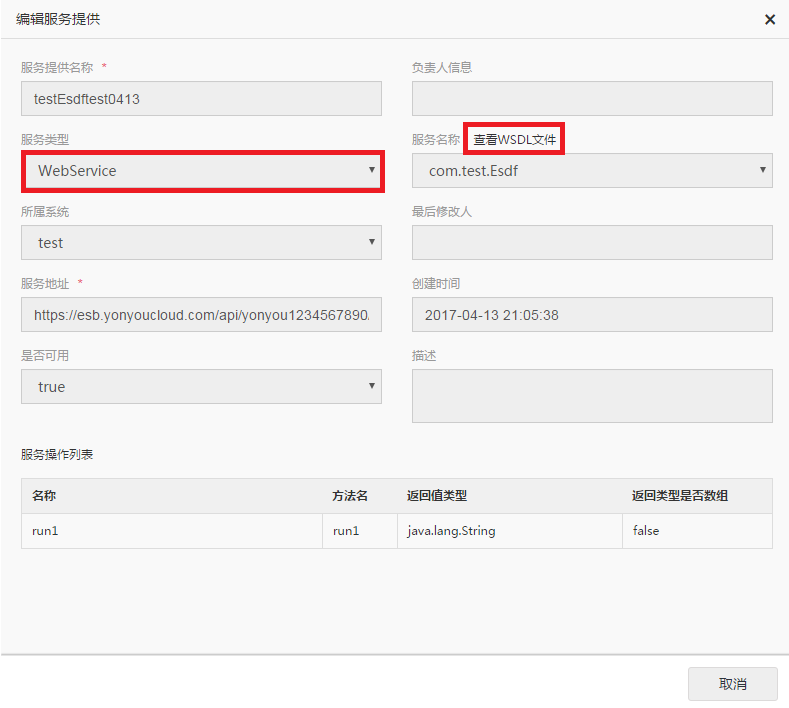 编辑服务提供 ×
服务提供名称 * 负责人信息
testEsdftest0413
服务类型 服务名称 查看WSDL文件
WebService com.test.Esdf
所属系统 最后修改人
test
服务地址 * 创建时间
https://esb.yonyoucloud.com/api/yonyou1234567890/ 2017-04-13 21:05:38
是否可用 描述
true
服务操作列表
名称 方法名 返回值类型 返回类型是否数组
run1 run1 java.lang.String false
取消